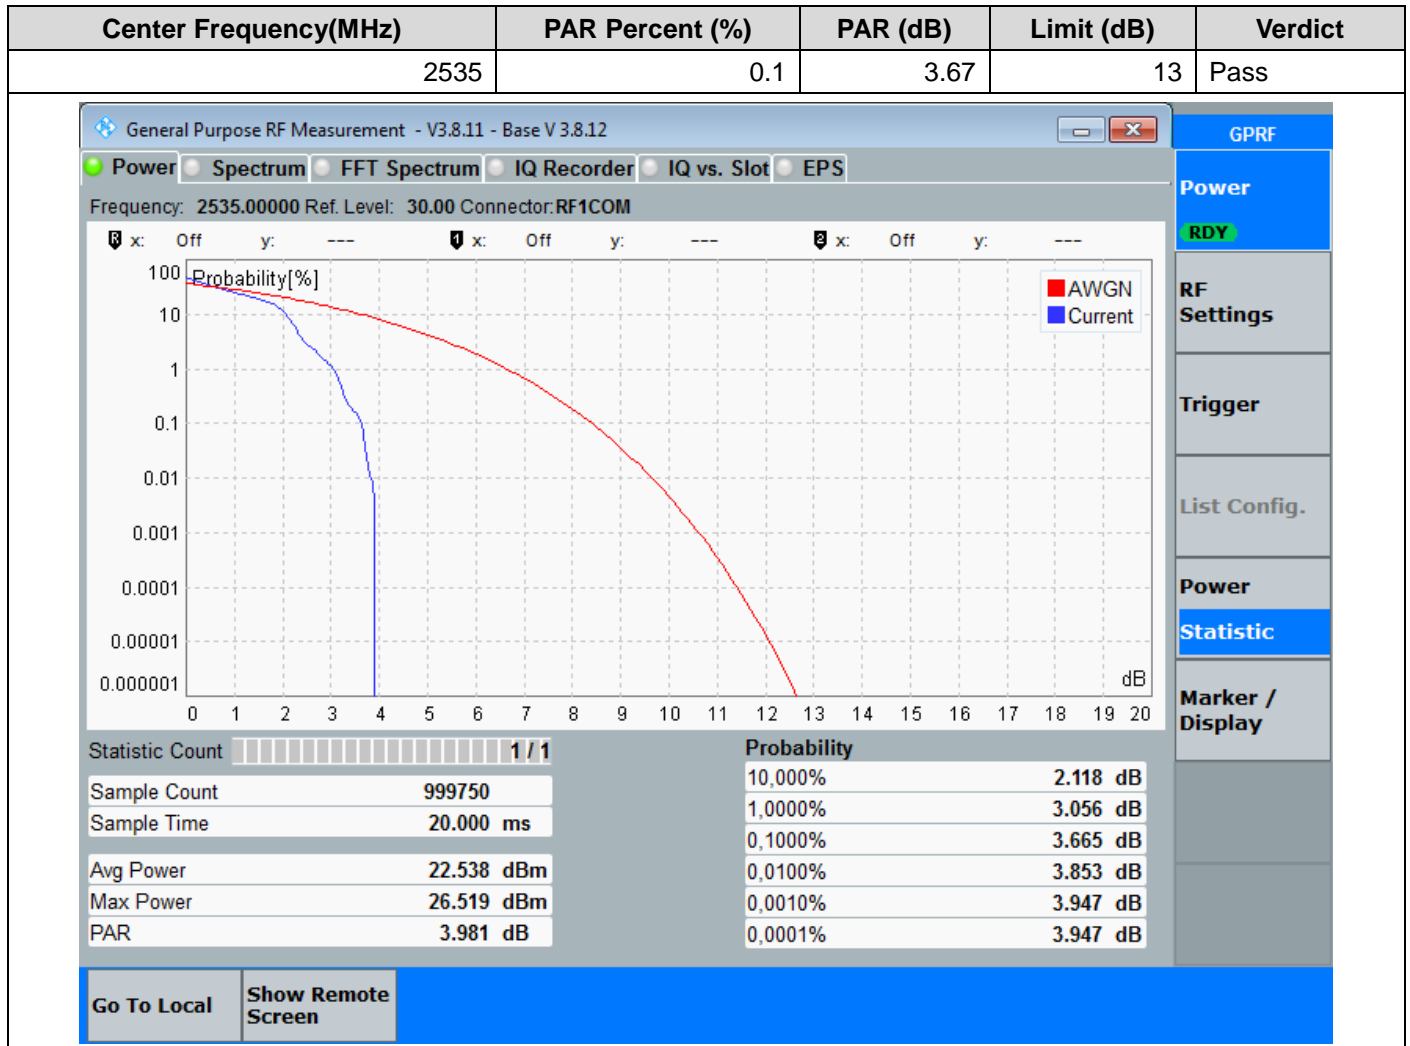 Center Frequency(MHz) PAR Percent (%) PAR (dB) Limit (dB) Verdict
2535 0.1 3.67 13 Pass
General Purpose RF Measurement - V3.8.11 - Base V 3.8.12
GPRF
Power Spectrum FFT Spectrum IQ Recorder IQ vs. Slot EPS
Frequency: 2535.00000 Ref. Level: 30.00 Connector: RF1COM
R x: Off y: --- 1 x: Off y: --- 2 x: Off y: ---
Power
RDY
RF
Settings
Trigger
List Config.
Power
Statistic
Marker /
Display
Probability[%]
AWGN
Current
100
10
1
0.1
0.01
0.001
0.0001
0.00001
0.000001
dB
0 1 2 3 4 5 6 7 8 9 10 11 12 13 14 15 16 17 18 19 20
Statistic Count 1 / 1
Sample Count 999750
Sample Time 20.000 ms
Avg Power 22.538 dBm
Max Power 26.519 dBm
PAR 3.981 dB
Probability
10,000% 2.118 dB
1,0000% 3.056 dB
0,1000% 3.665 dB
0,0100% 3.853 dB
0,0010% 3.947 dB
0,0001% 3.947 dB
Go To Local
Show Remote
Screen